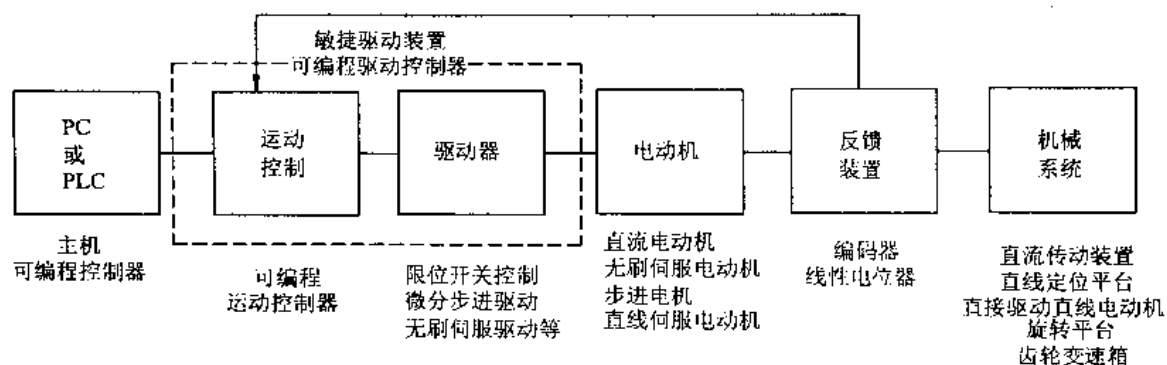 敏捷驱动装置
可编程驱动控制器
PC
或
PLC
运动
控制
驱动器
电动机
反馈
装置
机械
系统
主机
可编程控制器
可编程
运动控制器
限位开关控制
微分步进驱动
无刷伺服驱动等
直流电动机
无刷伺服电动机
步进电机
直线伺服电动机
编码器
线性电位器
直流传动装置
直线定位平台
直接驱动直线电动机
旋转平台
齿轮变速箱